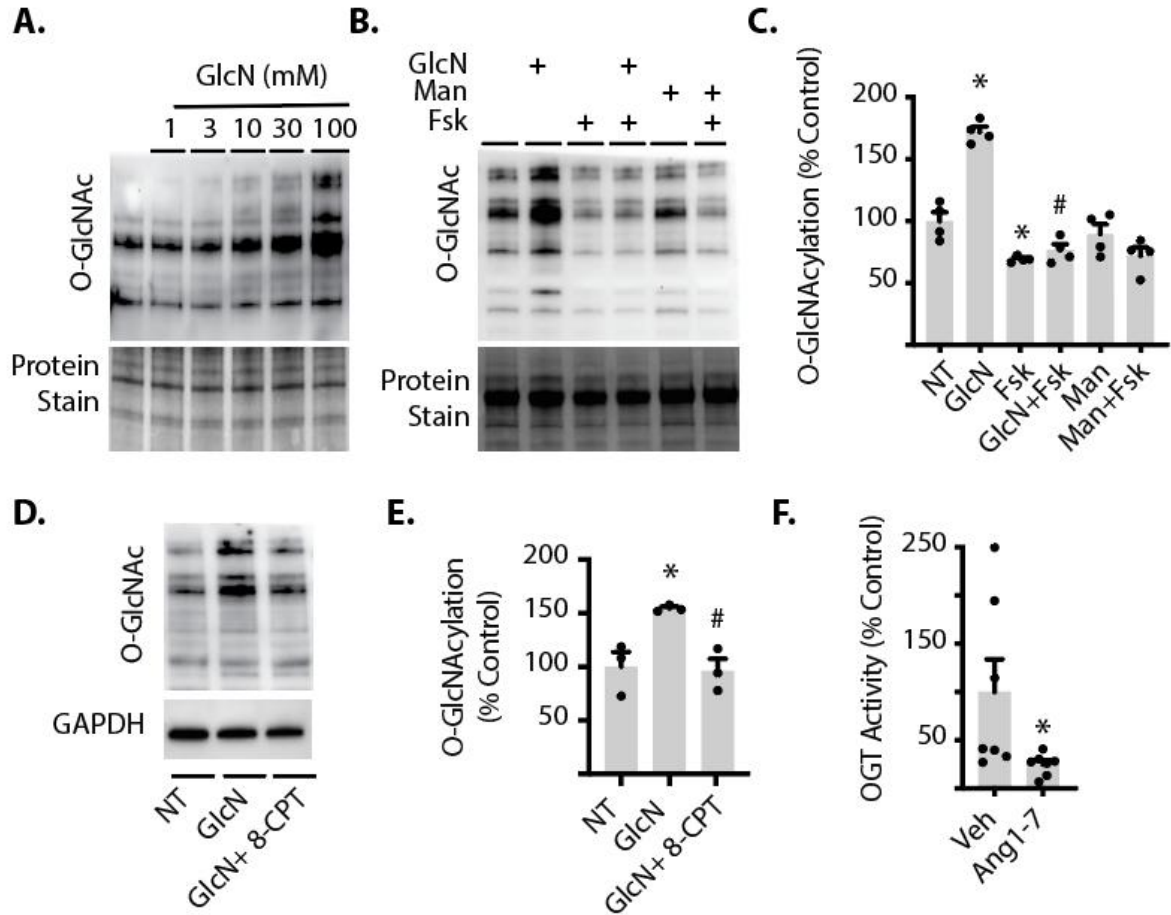 A.
GlcN (mM)
1 3 10 30 100
O-GlcNAc
Protein
Stain
B.
GlcN + +
Man + +
Fsk + + +
O-GlcNAc
Protein
Stain
C.
O-GlcNAcylation (% Control)
200
150
100
50
* * #
NT
GlcN
Fsk
GlcN+Fsk
Man
Man+Fsk
D.
O-GlcNAc
GAPDH
NT
GlcN
GlcN+ 8-CPT
E.
O-GlcNAcylation
(% Control)
200
150
100
50
* #
NT
GlcN
GlcN+ 8-CPT
F.
OGT Activity (% Control)
250
150
50
*
Veh
Ang1-7